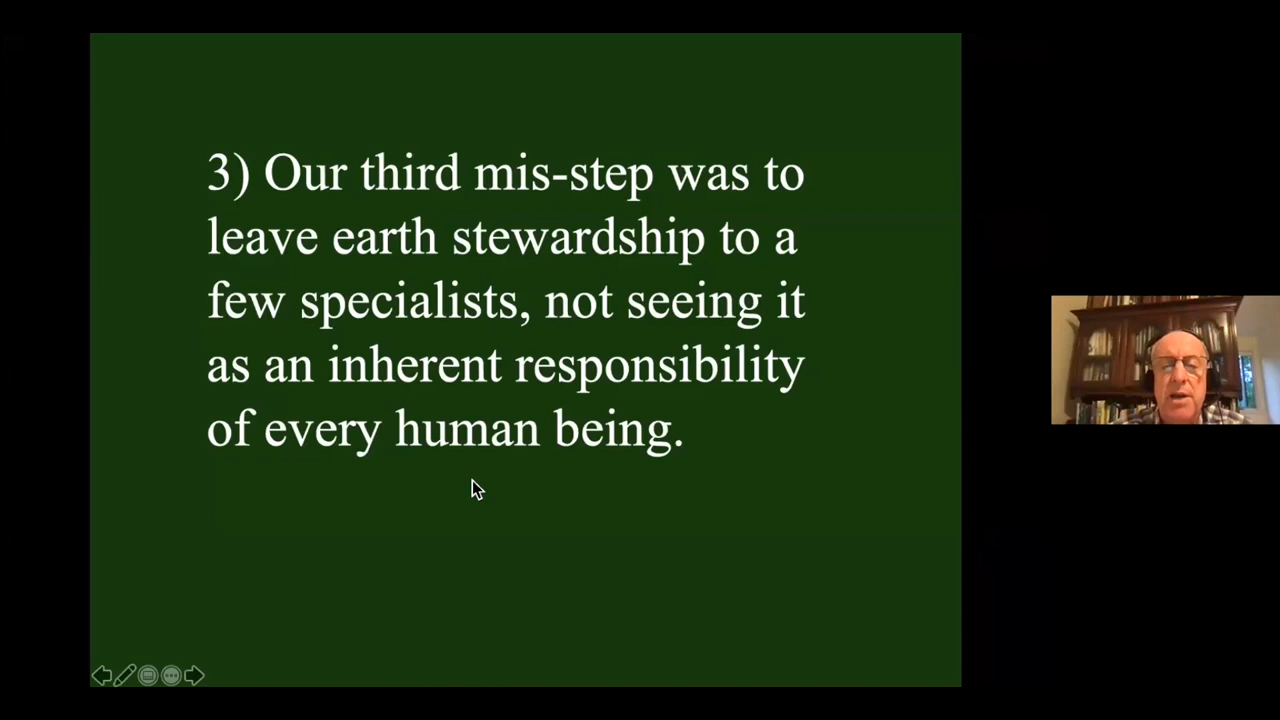 3) Our third mis-step was to
leave earth stewardship to a
few specialists, not seeing it
as an inherent responsibility
of every human being.